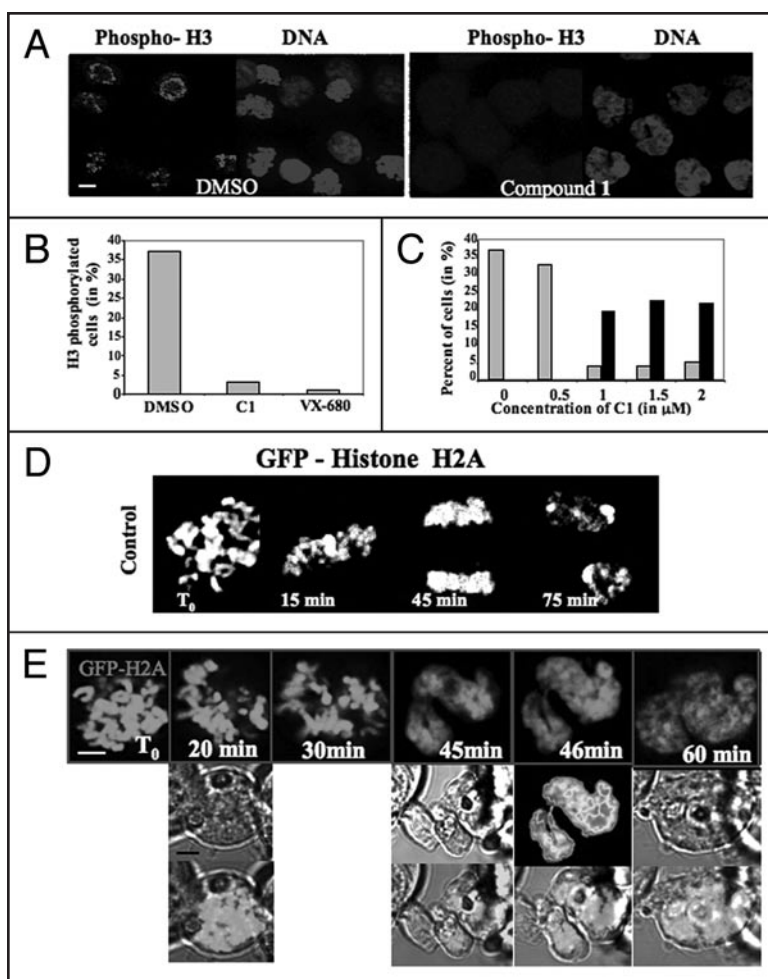 A
Phospho- H3 DNA Phospho- H3 DNA
DMSO Compound 1
B
H3 phosphorylated
cells (in %)
40
35
30
25
20
15
10
5
0
DMSO C1 VX-680
C
Percent of cells (in %)
40
35
30
25
20
15
10
5
0
0 0.5 1 1.5 2
Concentration of C1 (in µM)
D
GFP - Histone H2A
Control
T0 15 min 45 min 75 min
E
GFP-H2A
T0 20 min 30min 45min 46min 60 min